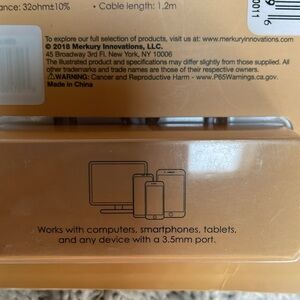 ance: 32ohm±10% • Cable length: 1.2m
To explore our full selection of products, visit us at: www.merkuryinnovations.com
© 2018 Merkury Innovations, LLC.
45 Broadway 3rd Fl. New York, NY 10006
The illustrated product and specifications may differ slightly from those supplied. All
other trademarks and trade names are those of their respective owners.
⚠WARNING: Cancer and Reproductive Harm - www.P65Warnings.ca.gov.
Made in China
Works with computers, smartphones, tablets,
and any device with a 3.5mm port.